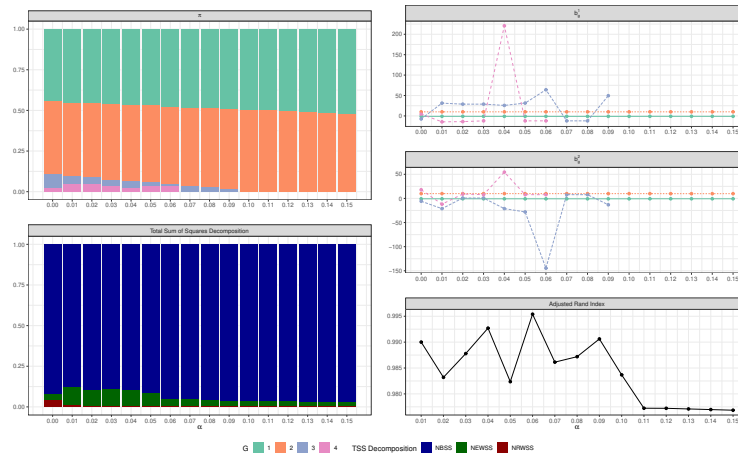 π
1.00
0.75
0.50
0.25
0.00
0.00 0.01 0.02 0.03 0.04 0.05 0.06 0.07 0.08 0.09 0.10 0.11 0.12 0.13 0.14 0.15
Total Sum of Squares Decomposition
1.00
0.75
0.50
0.25
0.00
0.00 0.01 0.02 0.03 0.04 0.05 0.06 0.07 0.08 0.09 0.10 0.11 0.12 0.13 0.14 0.15
α
200
150
100
50
0
0.00 0.01 0.02 0.03 0.04 0.05 0.06 0.07 0.08 0.09 0.10 0.11 0.12 0.13 0.14 0.15
50
0
−50
−100
−150
0.00 0.01 0.02 0.03 0.04 0.05 0.06 0.07 0.08 0.09 0.10 0.11 0.12 0.13 0.14 0.15
Adjusted Rand Index
0.995
0.990
0.985
0.980
0.01 0.02 0.03 0.04 0.05 0.06 0.07 0.08 0.09 0.10 0.11 0.12 0.13 0.14 0.15
α
G 1 2 3 4 TSS Decomposition NBSS NEWSS NRWSS